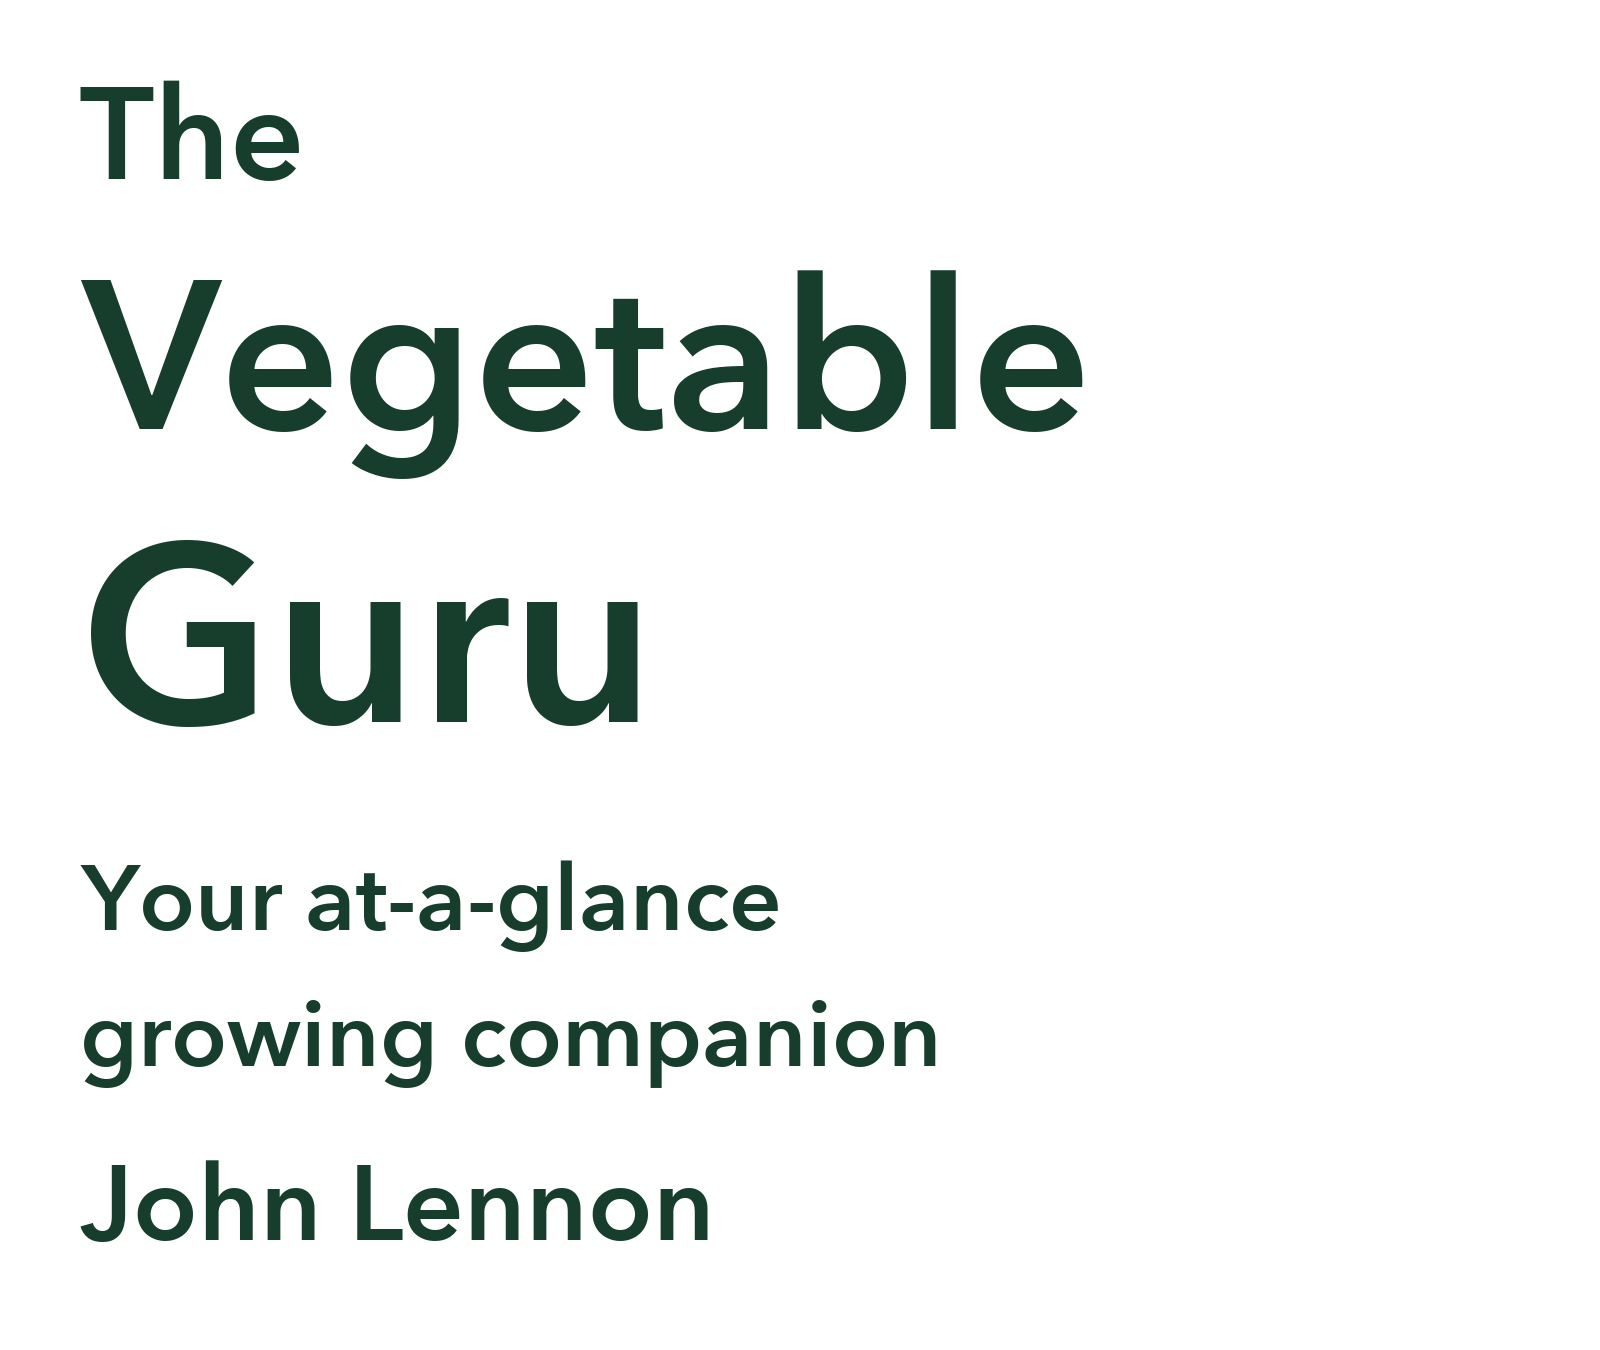 The
Vegetable
Guru
Your at-a-glance
growing companion
John Lennon